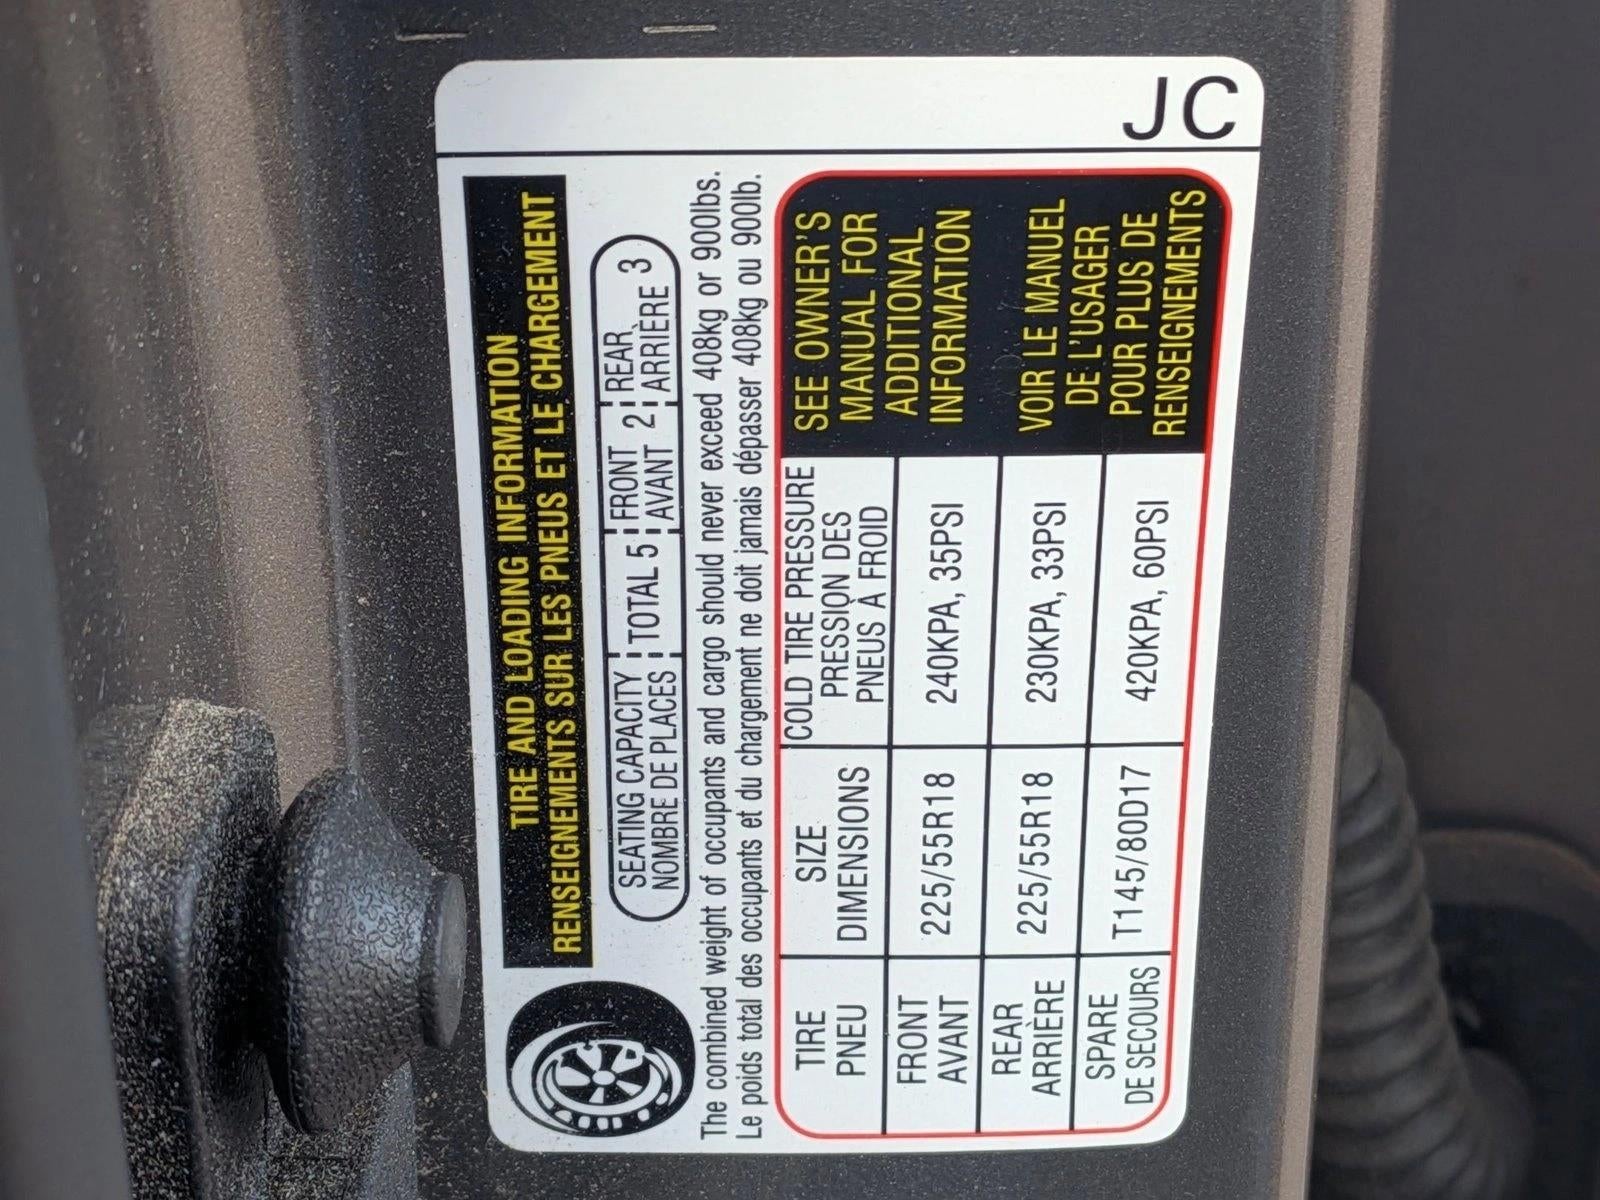 JC
TIRE AND LOADING INFORMATION
RENSEIGNEMENTS SUR LES PNEUS ET LE CHARGEMENT
SEATING CAPACITY TOTAL 5 FRONT 2 REAR 3
NOMBRE DE PLACES AVANT ARRIÈRE
The combined weight of occupants and cargo should never exceed 408kg or 900lbs.
Le poids total des occupants et du chargement ne doit jamais dépasser 408kg ou 900lb.
TIRE
PNEU
SIZE
DIMENSIONS
COLD TIRE PRESSURE
PRESSION DES
PNEUS À FROID
FRONT
AVANT
225/55R18
240KPA, 35PSI
REAR
ARRIÈRE
225/55R18
230KPA, 33PSI
SPARE
DE SECOURS
T145/80D17
420KPA, 60PSI
SEE OWNER'S
MANUAL FOR
ADDITIONAL
INFORMATION
VOIR LE MANUEL
DE L'USAGER
POUR PLUS DE
RENSEIGNEMENTS